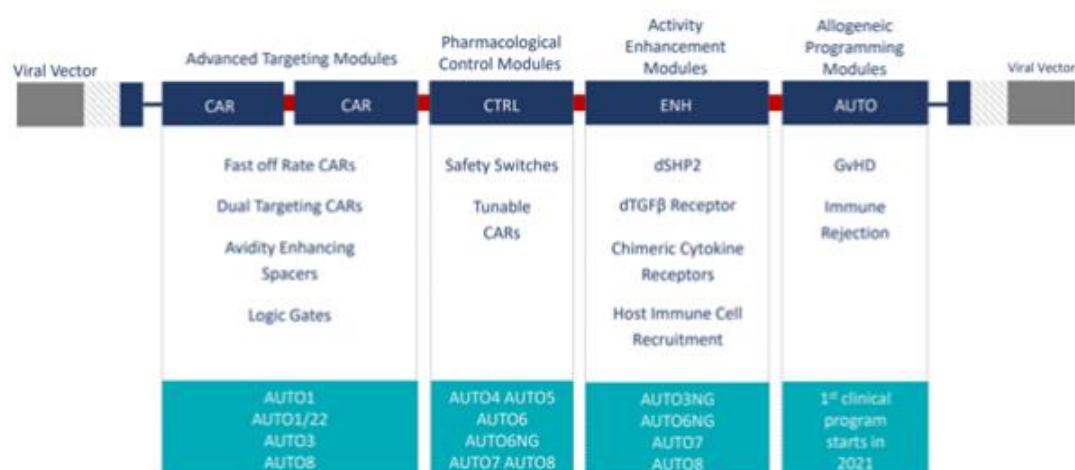 Viral Vector
Advanced Targeting Modules
Pharmacological
Control Modules
Activity
Enhancement
Modules
Allogeneic
Programming
Modules
Viral Vector
CAR
CAR
CTRL
ENH
AUTO
Fast off Rate CARs
Dual Targeting CARs
Avidity Enhancing
Spacers
Logic Gates
Safety Switches
Tunable
CARs
dSHP2
dTGFβ Receptor
Chimeric Cytokine
Receptors
Host Immune Cell
Recruitment
GvHD
Immune
Rejection
AUTO1
AUTO1/22
AUTO3
AUTO8
AUTO4 AUTO5
AUTO6
AUTO6NG
AUTO7 AUTO8
AUTO3NG
AUTO6NG
AUTO7
AUTO8
1st clinical
program
starts in
2021